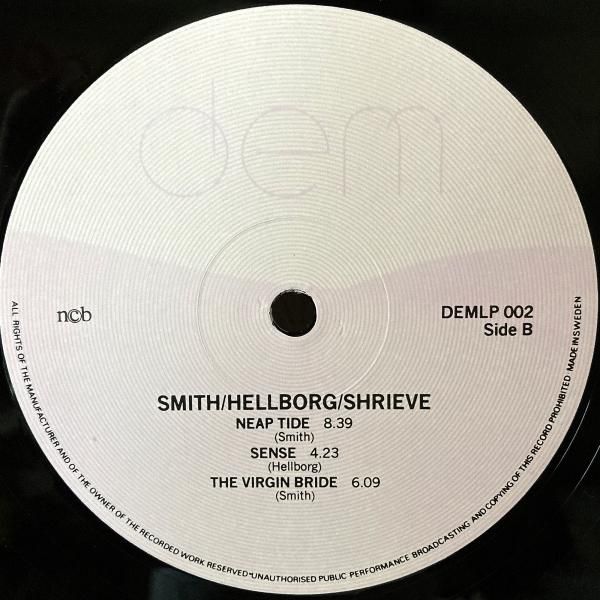 dem
ncb
DEMLP 002
Side B
SMITH/HELLBORG/SHRIEVE
NEAP TIDE 8.39
(Smith)
SENSE 4.23
(Hellborg)
THE VIRGIN BRIDE 6.09
(Smith)
ALL RIGHTS OF THE MANUFACTURER AND OF THE OWNER OF THE RECORDED WORK RESERVED · UNAUTHORISED PUBLIC PERFORMANCE BROADCASTING AND COPYING OF THIS RECORD PROHIBITED MADE IN SWEDEN